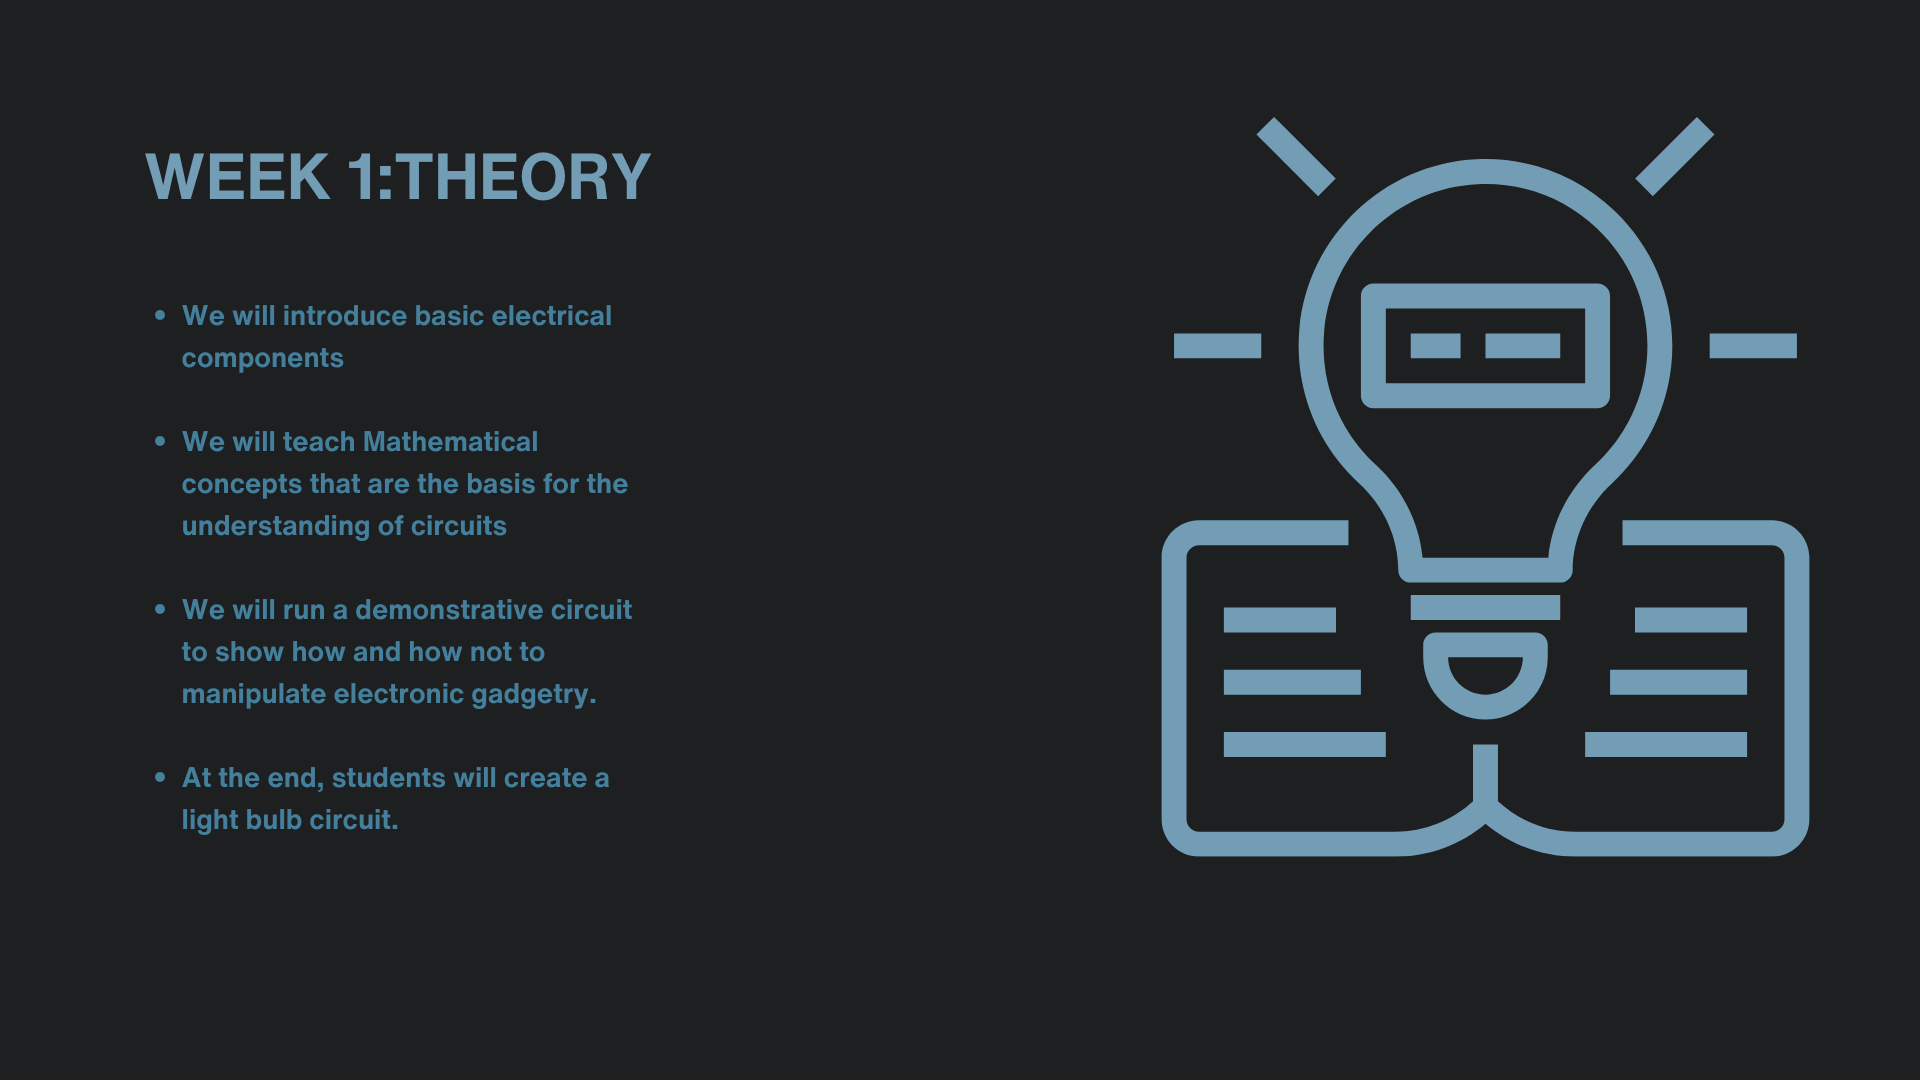 WEEK 1:THEORY
• We will introduce basic electrical
components
• We will teach Mathematical
concepts that are the basis for the
understanding of circuits
• We will run a demonstrative circuit
to show how and how not to
manipulate electronic gadgetry.
• At the end, students will create a
light bulb circuit.